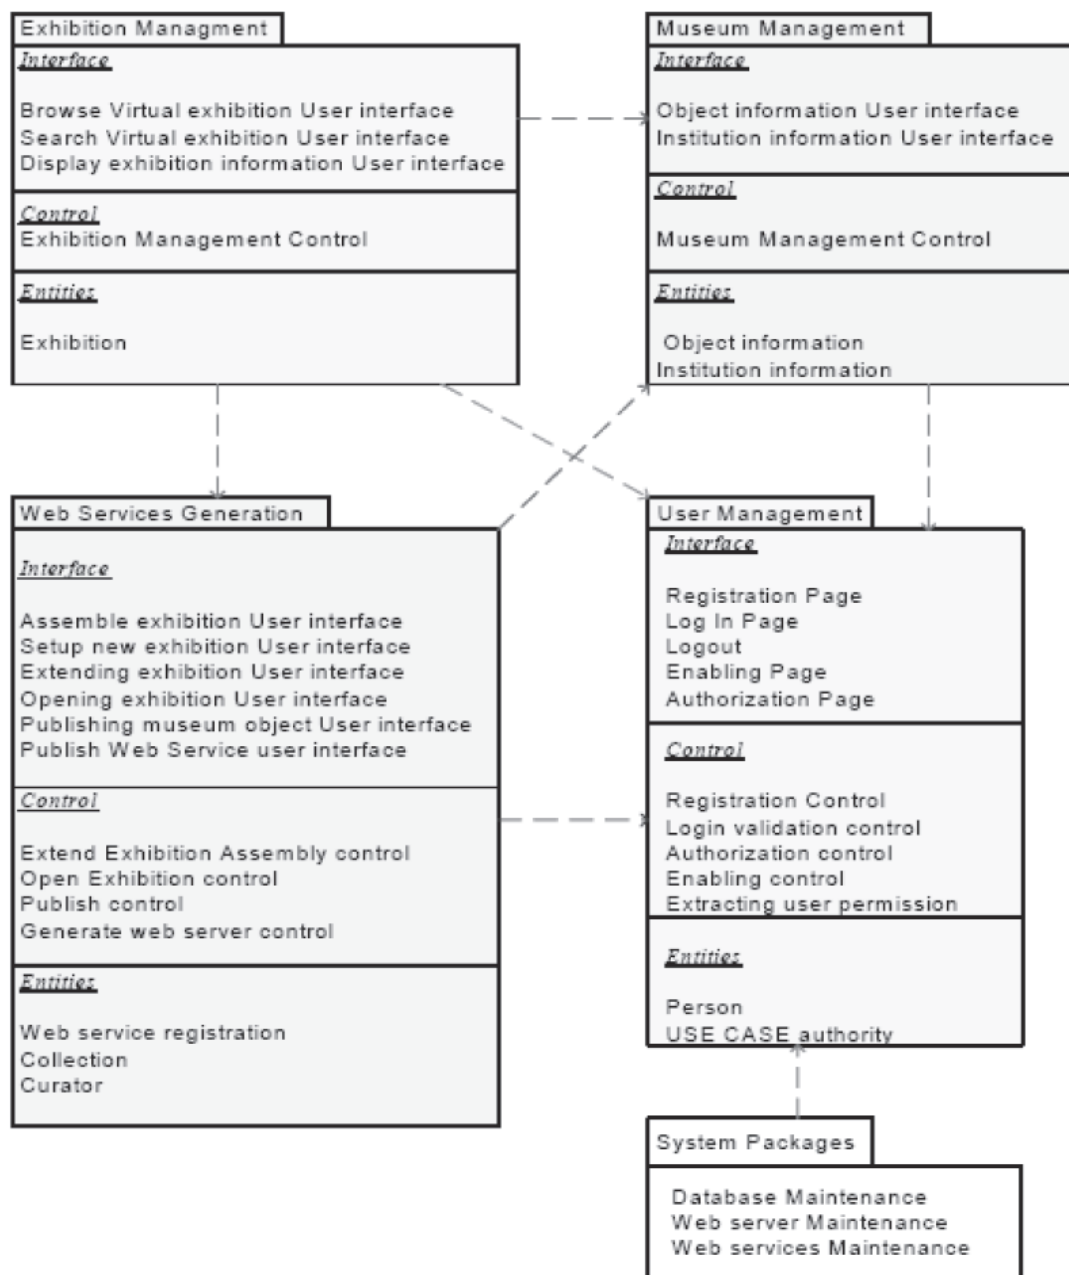 Exhibition Managment
Interface
Browse Virtual exhibition User interface
Search Virtual exhibition User interface
Display exhibition information User interface
Control
Exhibition Management Control
Entities
Exhibition
Museum Management
Interface
Object information User interface
Institution information User interface
Control
Museum Management Control
Entities
Object information
Institution information
Web Services Generation
Interface
Assemble exhibition User interface
Setup new exhibition User interface
Extending exhibition User interface
Opening exhibition User interface
Publishing museum object User interface
Publish Web Service user interface
Control
Extend Exhibition Assembly control
Open Exhibition control
Publish control
Generate web server control
Entities
Web service registration
Collection
Curator
User Management
Interface
Registration Page
Log In Page
Logout
Enabling Page
Authorization Page
Control
Registration Control
Login validation control
Authorization control
Enabling control
Extracting user permission
Entities
Person
USE CASE authority
System Packages
Database Maintenance
Web server Maintenance
Web services Maintenance